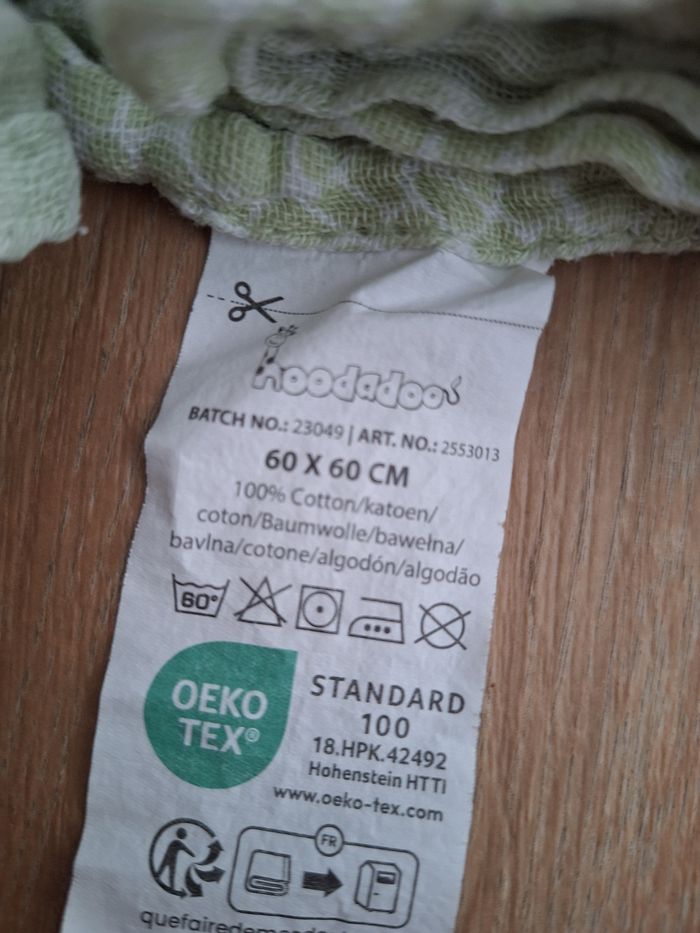 hoodadoo
BATCH NO.: 23049 | ART. NO.: 2553013
60 X 60 CM
100% Cotton/katoen/
coton/Baumwolle/bawełna/
bavlna/cotone/algodón/algodão
60°
OEKO
TEX®
STANDARD
100
18.HPK.42492
Hohenstein HTTI
www.oeko-tex.com
FR